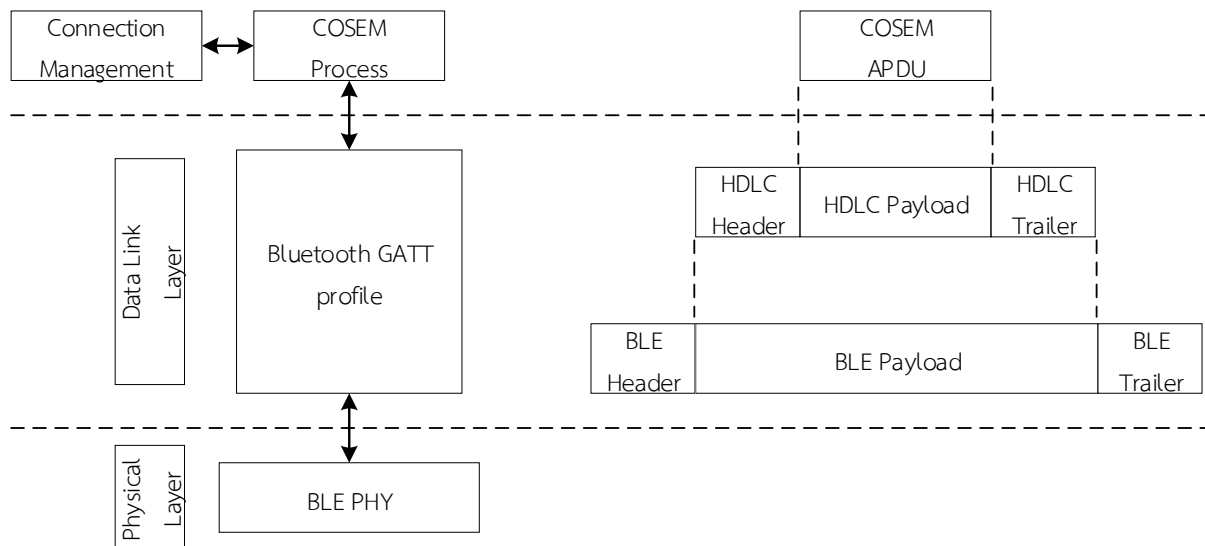 Connection
Management
COSEM
Process
COSEM
APDU
Data Link
Layer
Bluetooth GATT
profile
HDLC
Header
HDLC Payload
HDLC
Trailer
BLE
Header
BLE Payload
BLE
Trailer
Physical
Layer
BLE PHY